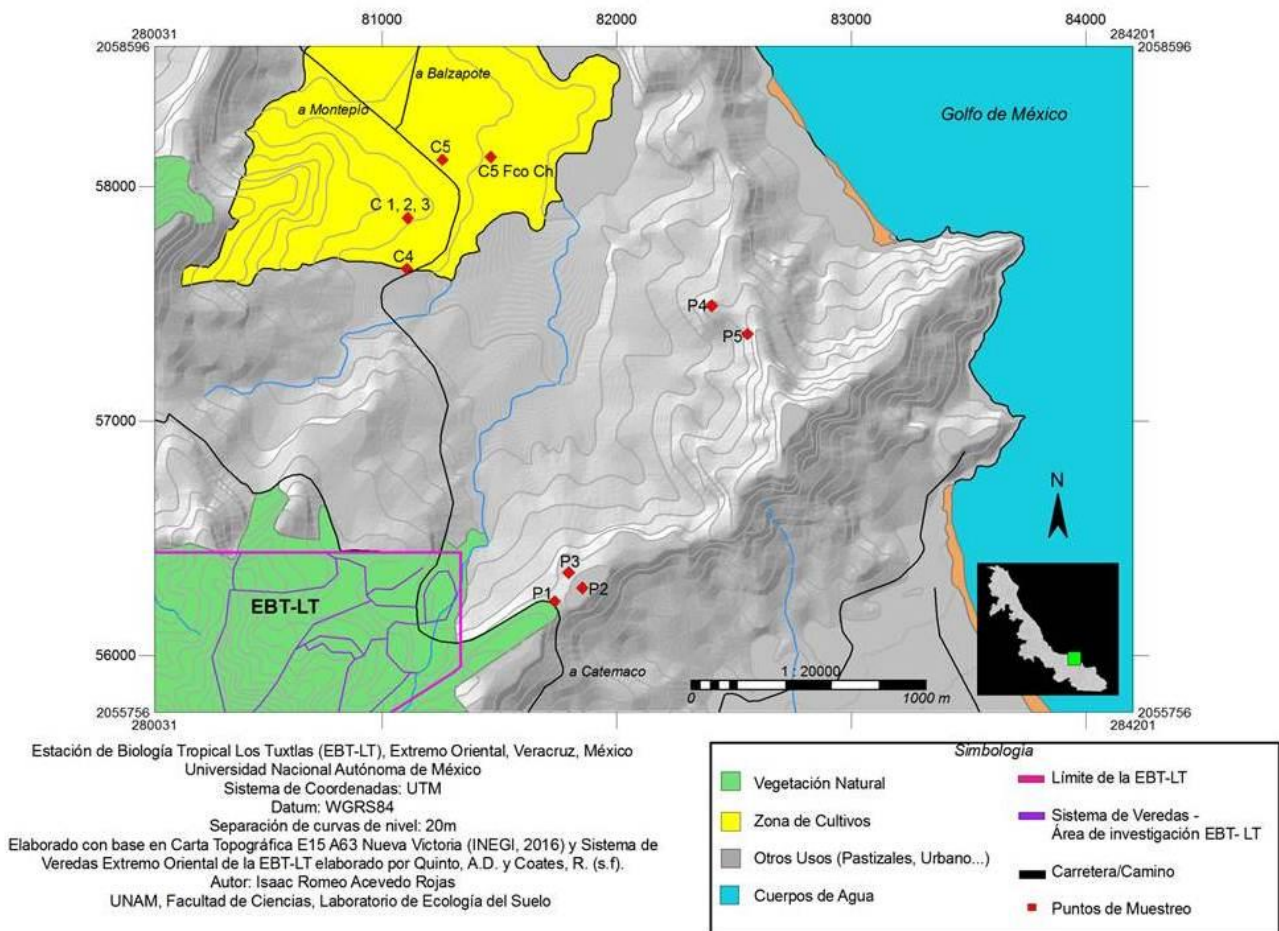 81000 82000 83000 84000
280031 284201
2058596 2058596
a Balzapote
a Montepío
Golfo de México
C5
C5 Fco Ch
58000
C 1, 2, 3
C4
P4
P5
57000
N
P3
P2
P1
EBT-LT
56000
a Catemaco
1 : 20000
0 1000 m
2055756 2055756
280031 284201
Estación de Biología Tropical Los Tuxtlas (EBT-LT), Extremo Oriental, Veracruz, México
Universidad Nacional Autónoma de México
Sistema de Coordenadas: UTM
Datum: WGRS84
Separación de curvas de nivel: 20m
Elaborado con base en Carta Topográfica E15 A63 Nueva Victoria (INEGI, 2016) y Sistema de
Veredas Extremo Oriental de la EBT-LT elaborado por Quinto, A.D. y Coates, R. (s.f).
Autor: Isaac Romeo Acevedo Rojas
UNAM, Facultad de Ciencias, Laboratorio de Ecología del Suelo
Simbología
Vegetación Natural
Zona de Cultivos
Otros Usos (Pastizales, Urbano...)
Cuerpos de Agua
Límite de la EBT-LT
Sistema de Veredas -
Área de investigación EBT- LT
Carretera/Camino
Puntos de Muestreo